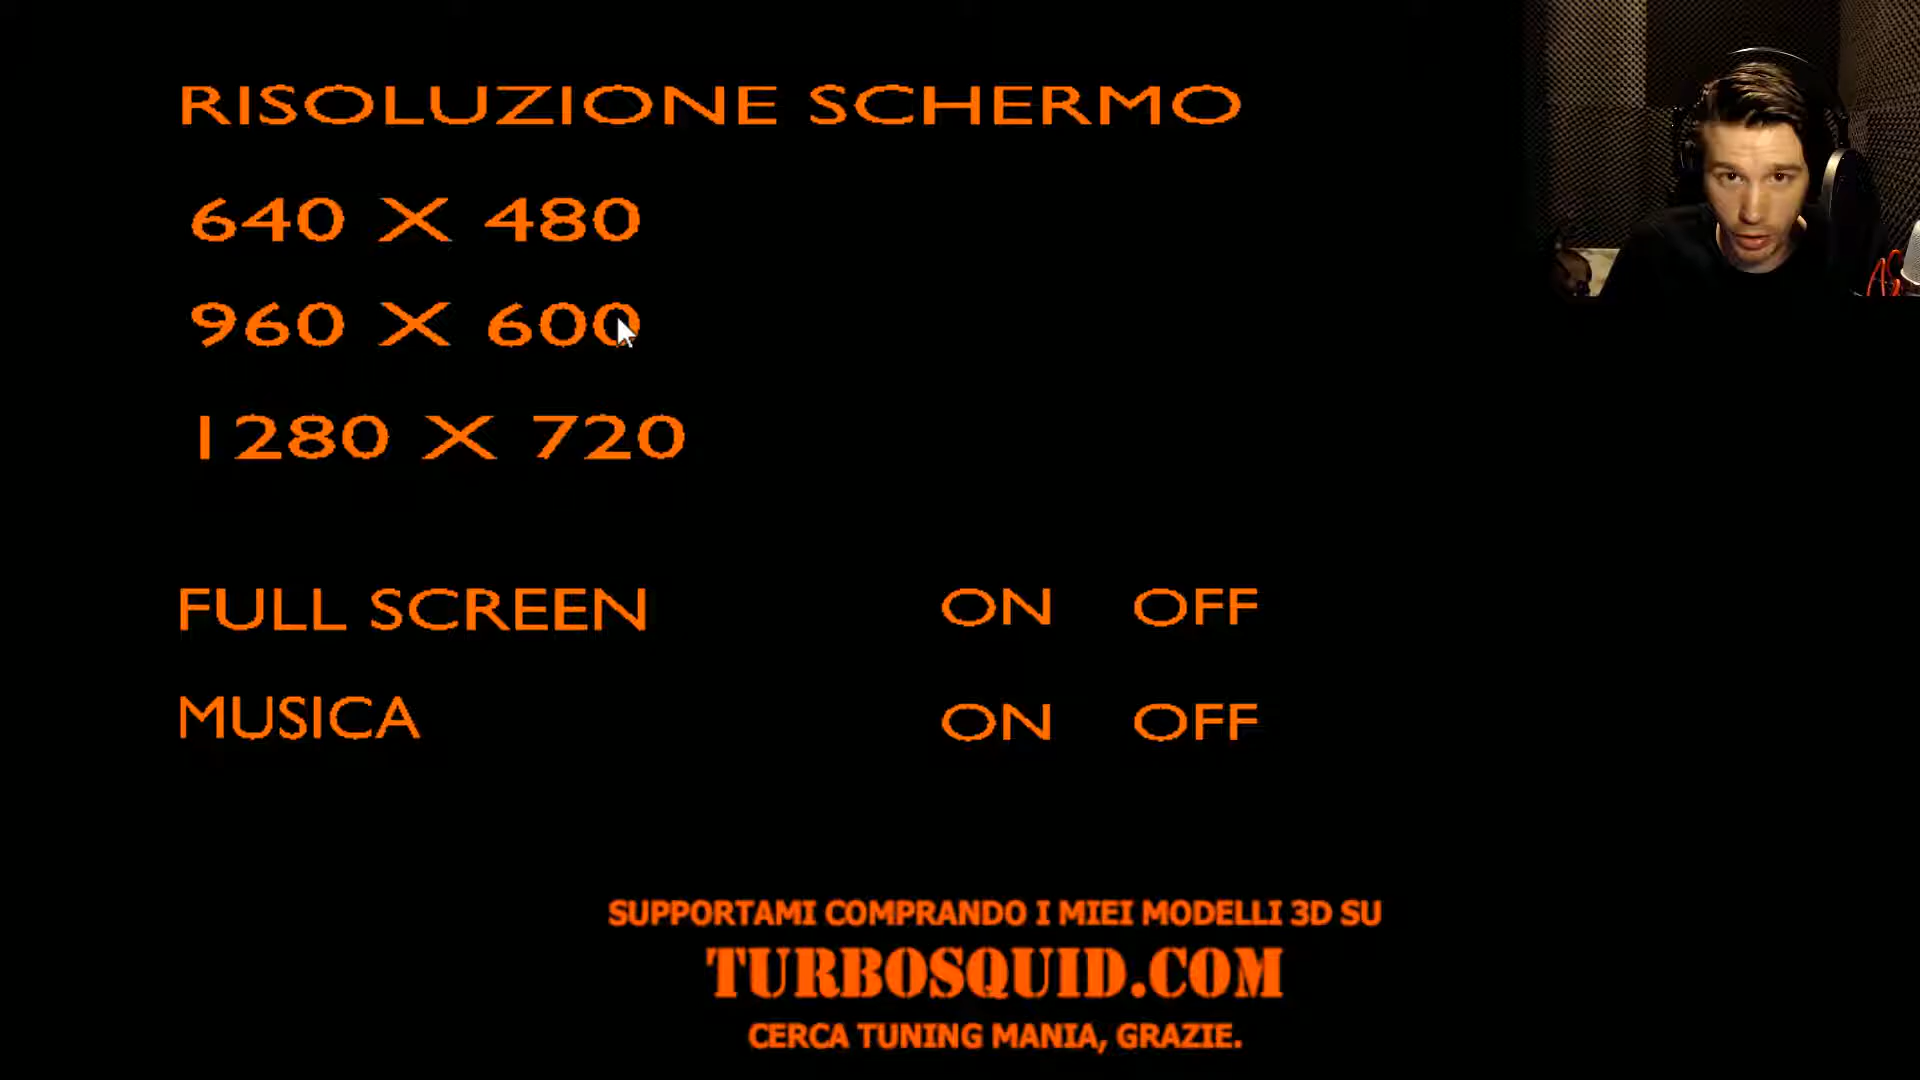 RISOLUZIONE SCHERMO
640 X 480
960 X 600
1280 X 720
FULL SCREEN ON OFF
MUSICA ON OFF
SUPPORTAMI COMPRANDO I MIEI MODELLI 3D SU
TURBOSQUID.COM
CERCA TUNING MANIA, GRAZIE.